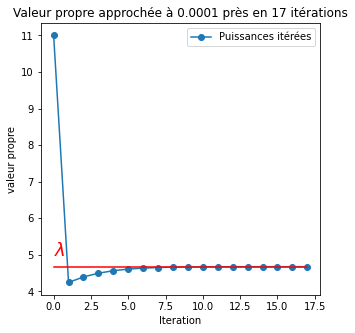 Valeur propre approchée à 0.0001 près en 17 itérations
Puissances itérées
valeur propre
11
10
9
8
7
6
5
4
λ
0.0 2.5 5.0 7.5 10.0 12.5 15.0 17.5
Iteration